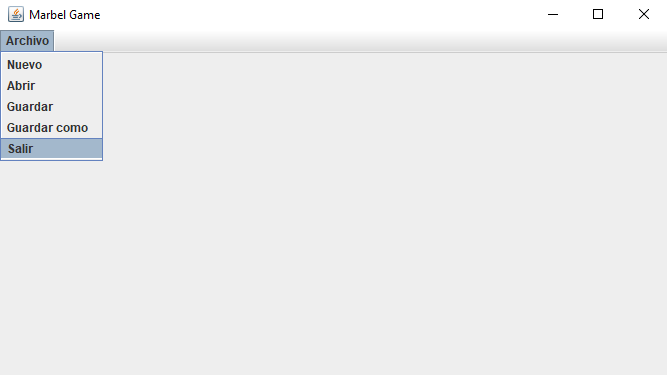 Marbel Game
Archivo
Nuevo
Abrir
Guardar
Guardar como
Salir